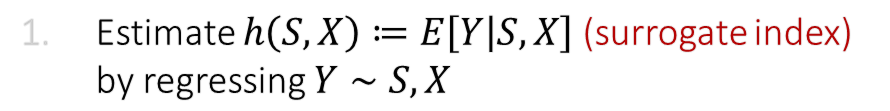 1. Estimate h(S, X) := E[Y|S, X] (surrogate index)
by regressing Y ~ S, X